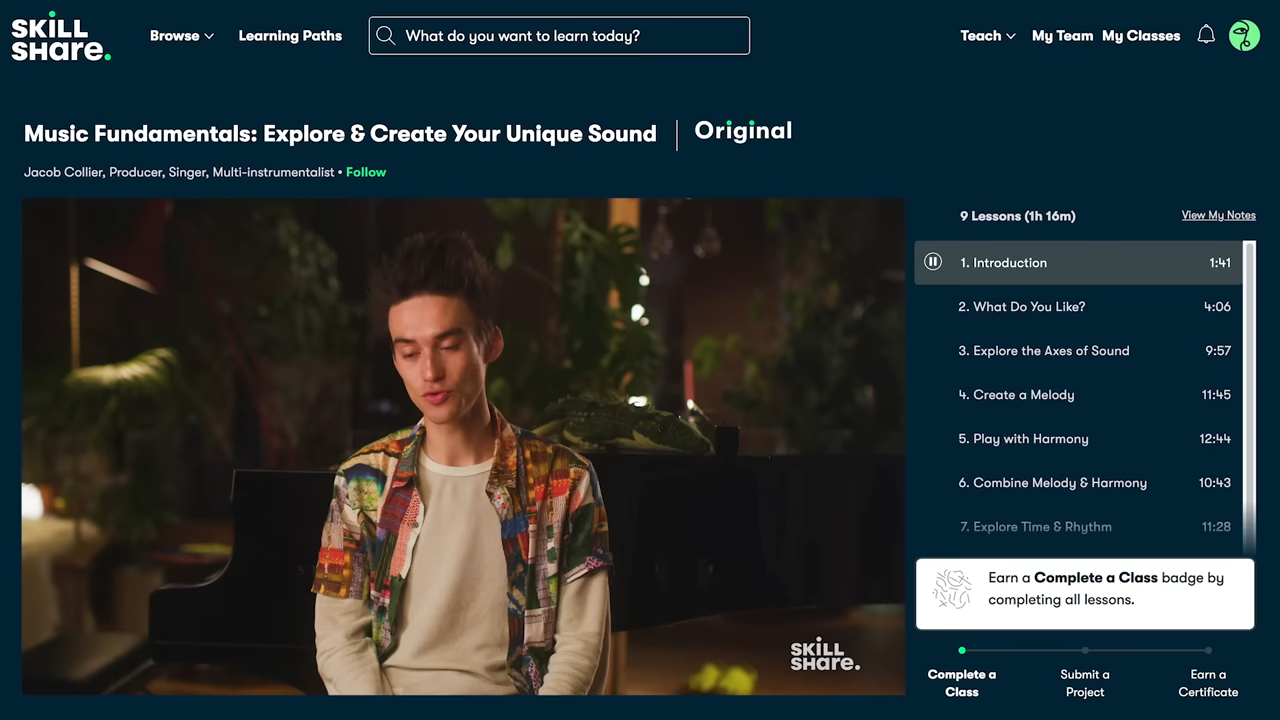 SKILL
SHARE.
Browse
Learning Paths
What do you want to learn today?
Teach
My Team
My Classes
Music Fundamentals: Explore & Create Your Unique Sound
Original
Jacob Collier, Producer, Singer, Multi-instrumentalist • Follow
9 Lessons (1h 16m)
View My Notes
1. Introduction 1:41
2. What Do You Like? 4:06
3. Explore the Axes of Sound 9:57
4. Create a Melody 11:45
5. Play with Harmony 12:44
6. Combine Melody & Harmony 10:43
7. Explore Time & Rhythm 11:28
Earn a Complete a Class badge by
completing all lessons.
SKILL
SHARE.
Complete a
Class
Submit a
Project
Earn a
Certificate